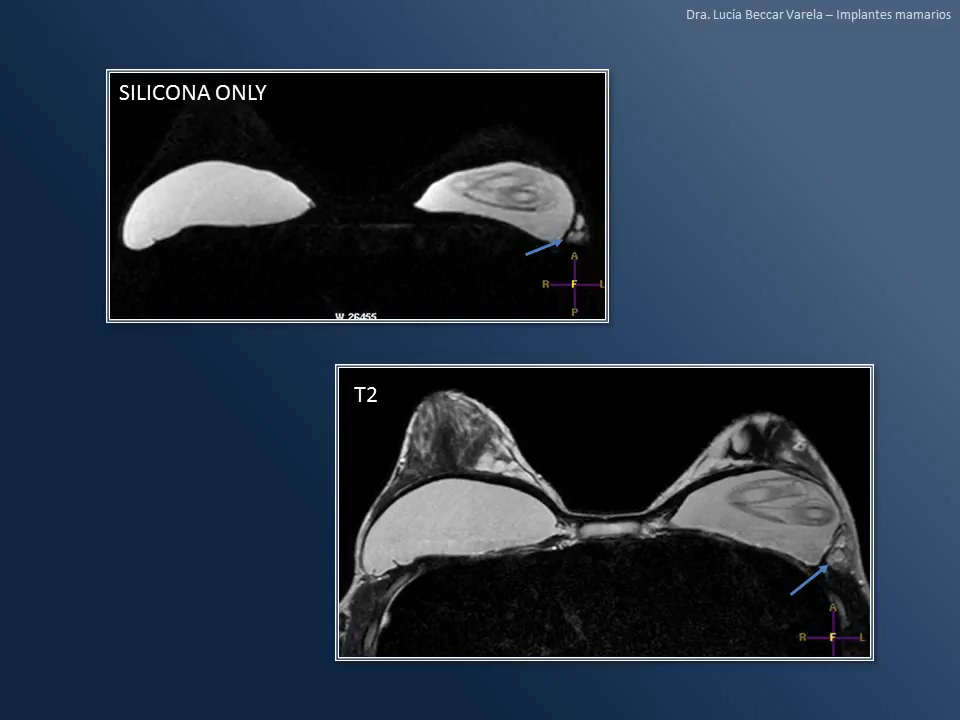 Dra. Lucía Beccar Varela – Implantes mamarios
SILICONA ONLY
A
R F L
P
W 26455
T2
A
R F L